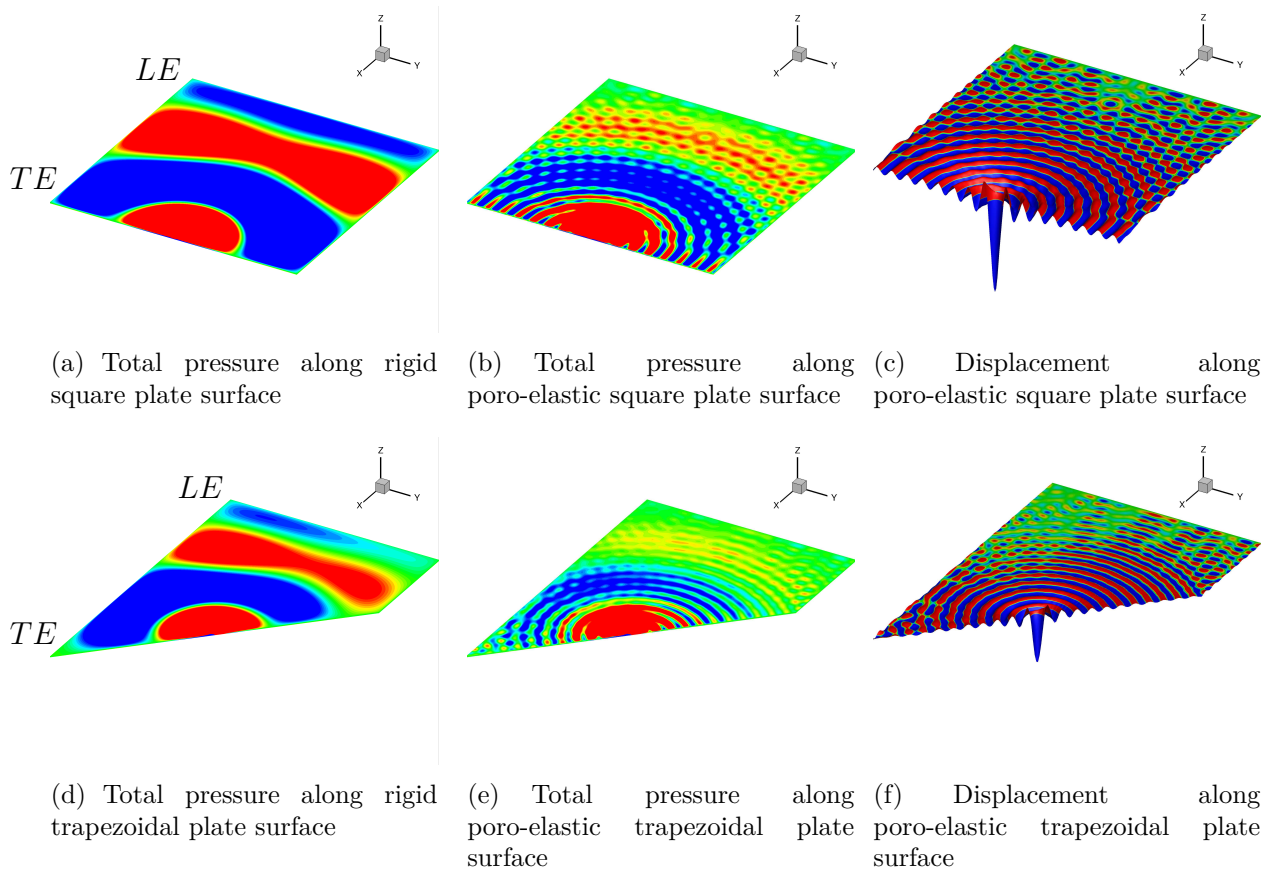 Z
X
Y
Z
X
Y
Z
X
Y
LE
TE
(a) Total pressure along rigid
square plate surface
(b) Total pressure along
poro-elastic square plate surface
(c) Displacement along
poro-elastic square plate surface
Z
X
Y
Z
X
Y
Z
X
Y
LE
TE
(d) Total pressure along rigid
trapezoidal plate surface
(e) Total pressure along
poro-elastic trapezoidal plate
surface
(f) Displacement along
poro-elastic trapezoidal plate
surface